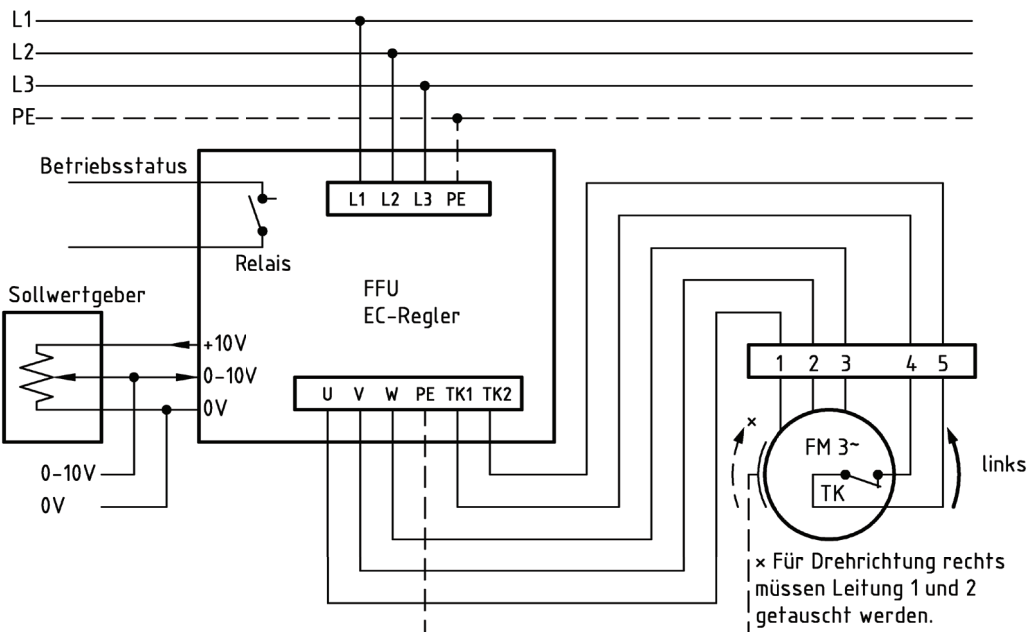 L1
L2
L3
PE
Betriebsstatus
L1 L2 L3 PE
Relais
FFU
EC-Regler
Sollwertgeber
+10V
0-10V
0V
U V W PE TK1 TK2
0-10V
0V
1 2 3 4 5
×
FM 3~
TK
links
× Für Drehrichtung rechts
müssen Leitung 1 und 2
getauscht werden.